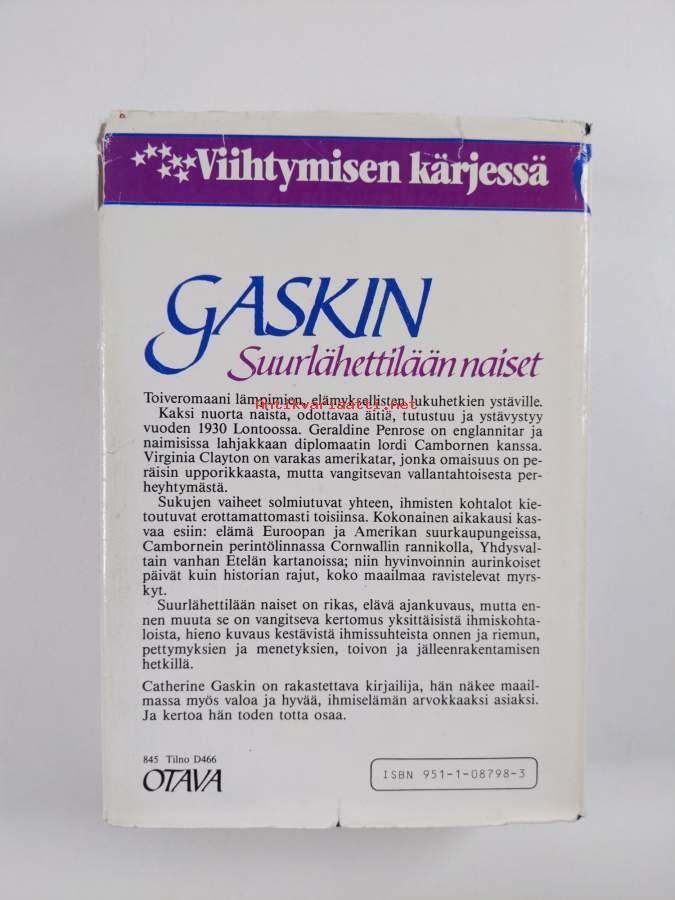 Viihtymisen kärjessä
GASKIN
Suurlähettilään naiset
Toiveromaani lämpimien, elämyksellisten lukuhetkien ystäville.
Antikvariaatti.net
Kaksi nuorta naista, odottavaa äitiä, tutustuu ja ystävystyy
vuoden 1930 Lontoossa. Geraldine Penrose on englannitar ja
naimisissa lahjakkaan diplomaatin lordi Cambornen kanssa.
Virginia Clayton on varakas amerikatar, jonka omaisuus on pe-
räisin upporikkaasta, mutta vangitsevan vallantahtoisesta per-
heyhtymästä.
Sukujen vaiheet solmiutuvat yhteen, ihmisten kohtalot kie-
toutuvat erottamattomasti toisiinsa. Kokonainen aikakausi kas-
vaa esiin: elämä Euroopan ja Amerikan suurkaupungeissa,
Cambornein perintölinnassa Cornwallin rannikolla, Yhdysval-
tain vanhan Etelän kartanoissa; niin hyvinvoinnin aurinkoiset
päivät kuin historian rajut, koko maailmaa ravistelevat myrs-
kyt.
Suurlähettilään naiset on rikas, elävä ajankuvaus, mutta en-
nen muuta se on vangitseva kertomus yksittäisistä ihmiskohta-
loista, hieno kuvaus kestävistä ihmissuhteista onnen ja riemun,
pettymyksien ja menetyksien, toivon ja jälleenrakentamisen
hetkillä.
Catherine Gaskin on rakastettava kirjailija, hän näkee maail-
massa myös valoa ja hyvää, ihmiselämän arvokkaaksi asiaksi.
Ja kertoa hän toden totta osaa.
845 Tilno D466
OTAVA
ISBN 951-1-08798-3